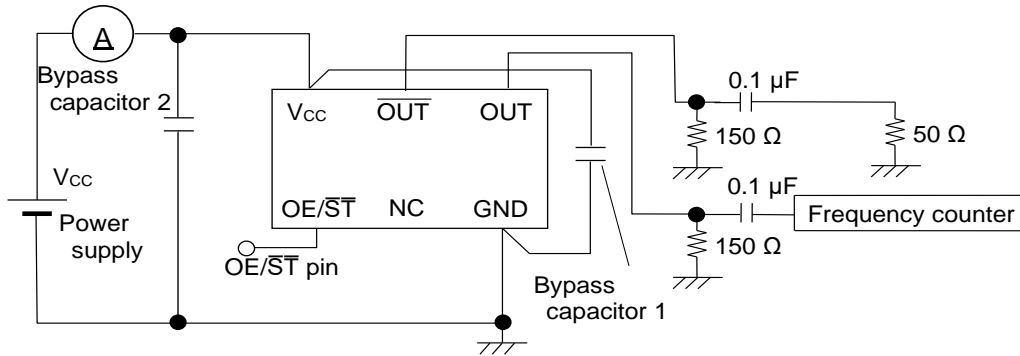 A
Bypass
capacitor 2
VCC
Power
supply
VCC
OUT
OUT
OE/ST
NC
GND
OE/ST pin
Bypass
capacitor 1
0.1 µF
150 Ω
50 Ω
0.1 µF
Frequency counter
150 Ω